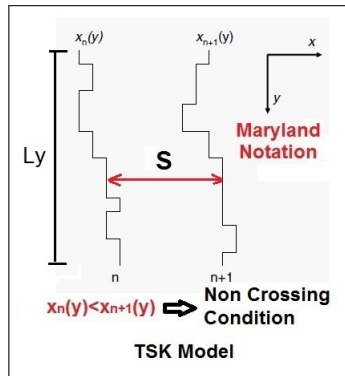 xn(y) xn+1(y) x
y
Maryland
Notation
Ly
S
n n+1
xn(y)<xn+1(y) ⇒ Non Crossing
Condition
TSK Model